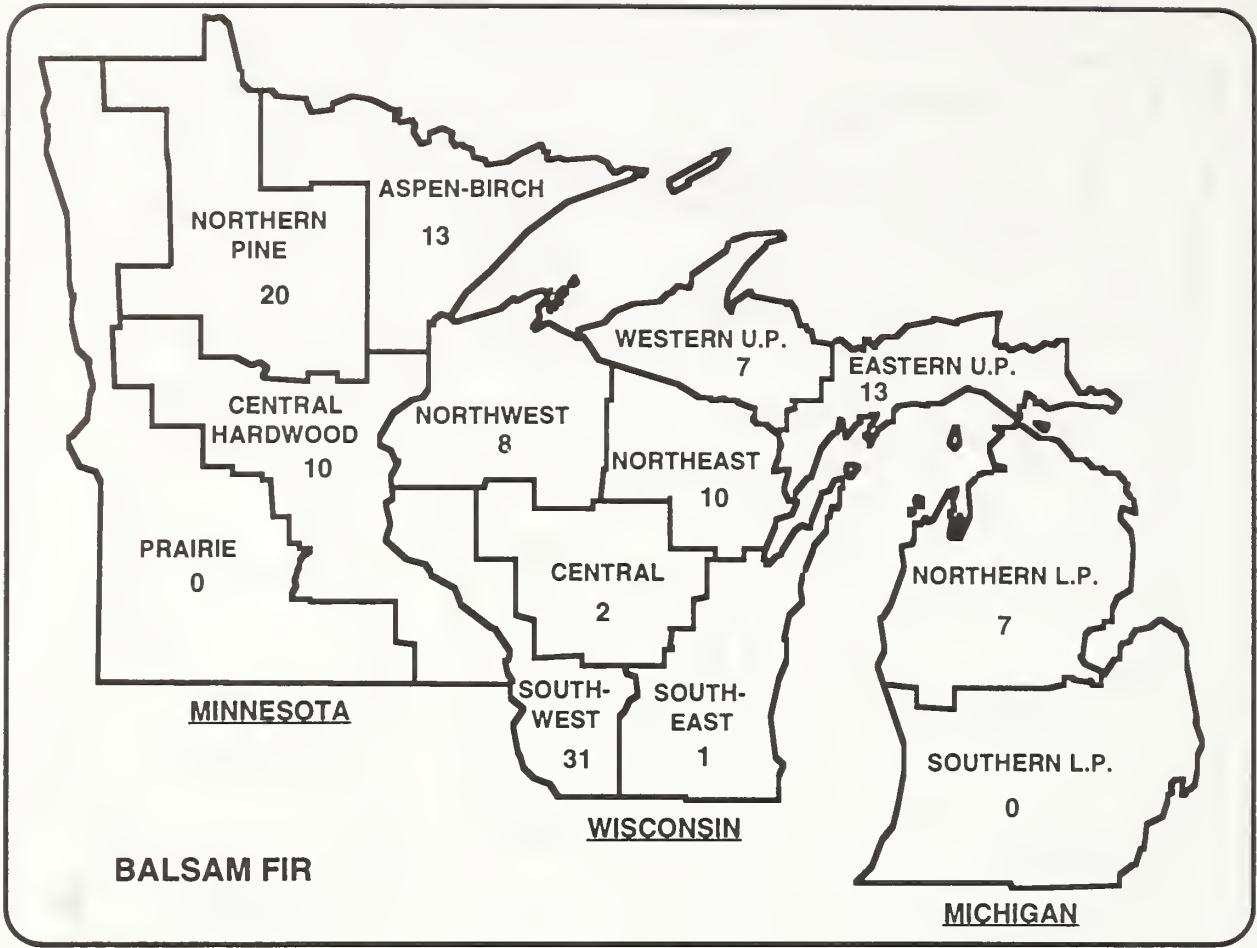 ASPEN-BIRCH
13
NORTHERN
PINE
20
WESTERN U.P.
7
EASTERN U.P.
13
CENTRAL
HARDWOOD
10
NORTHWEST
8
NORTHEAST
10
PRAIRIE
0
CENTRAL
2
NORTHERN L.P.
7
SOUTH-
WEST
31
SOUTH-
EAST
1
MINNESOTA
SOUTHERN L.P.
0
WISCONSIN
BALSAM FIR
MICHIGAN